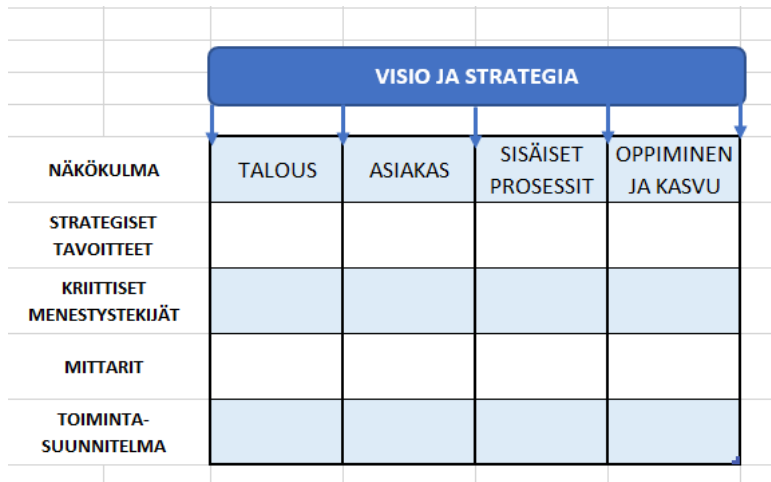 VISIO JA STRATEGIA
NÄKÖKULMA
TALOUS
ASIAKAS
SISÄISET
PROSESSIT
OPPIMINEN
JA KASVU
STRATEGISET
TAVOITTEET
KRIITTISET
MENESTYSTEKIJÄT
MITTARIT
TOIMINTA-
SUUNNITELMA